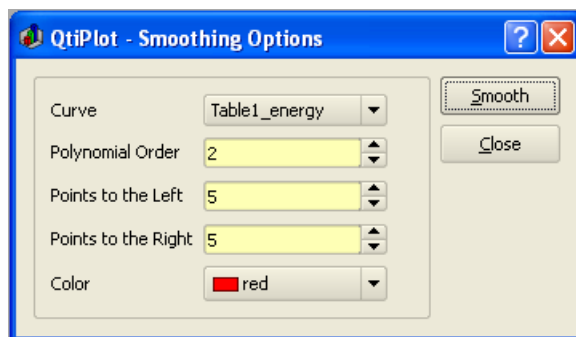 QtiPlot - Smoothing Options
?
Curve Table1_energy
Smooth
Polynomial Order 2
Close
Points to the Left 5
Points to the Right 5
Color red